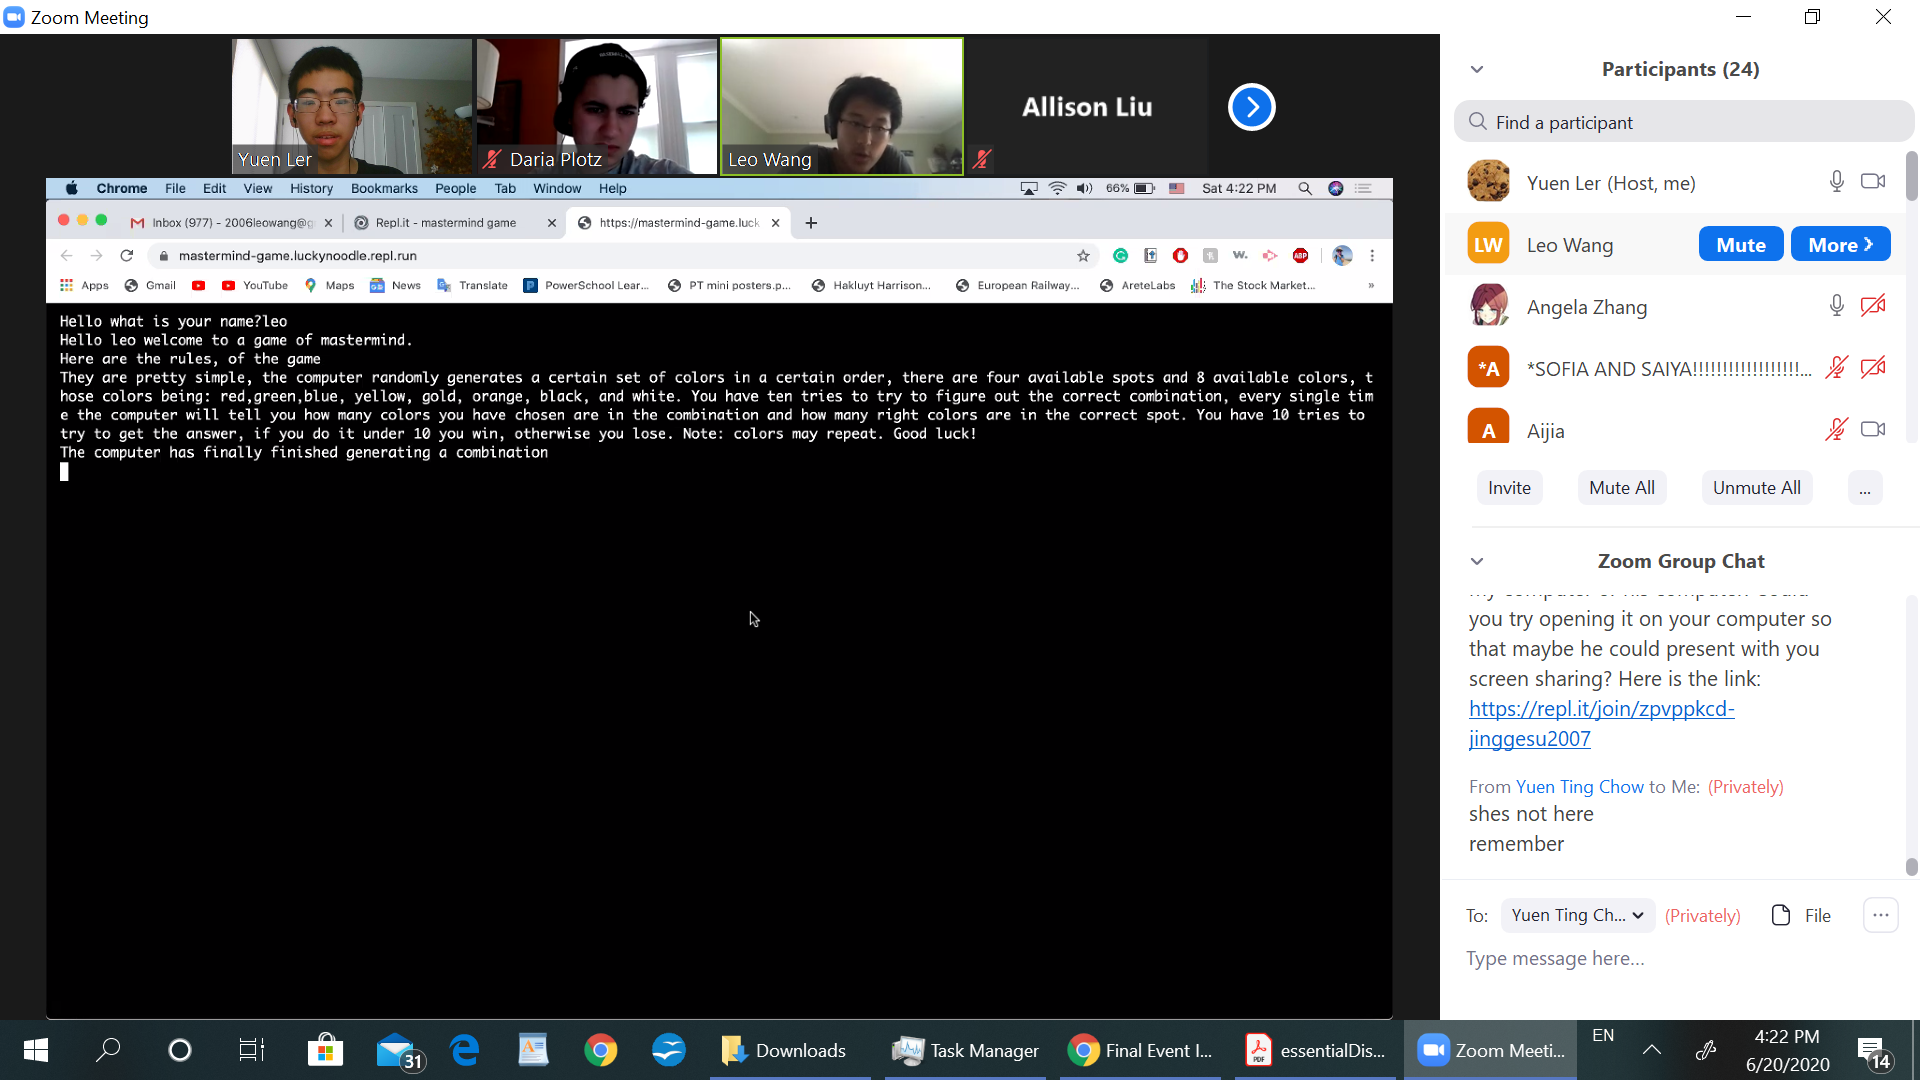 Zoom Meeting
Yuen Ler
Daria Plotz
Leo Wang
Allison Liu
Chrome File Edit View History Bookmarks People Tab Window Help
66% Sat 4:22 PM
Inbox (977) - 2006leowang@g
Repl.it - mastermind game
https://mastermind-game.luck
mastermind-game.luckynoodle.repl.run
ABP
Apps Gmail YouTube Maps News Translate PowerSchool Lear... PT mini posters.p... Hakluyt Harrison... European Railway... AreteLabs The Stock Market... »
Hello what is your name?leo
Hello leo welcome to a game of mastermind.
Here are the rules, of the game
They are pretty simple, the computer randomly generates a certain set of colors in a certain order, there are four available spots and 8 available colors, t
hose colors being: red,green,blue, yellow, gold, orange, black, and white. You have ten tries to try to figure out the correct combination, every single tim
e the computer will tell you how many colors you have chosen are in the combination and how many right colors are in the correct spot. You have 10 tries to
try to get the answer, if you do it under 10 you win, otherwise you lose. Note: colors may repeat. Good luck!
The computer has finally finished generating a combination
Participants (24)
Find a participant
Yuen Ler (Host, me)
LW Leo Wang Mute More
Angela Zhang
*A *SOFIA AND SAIYA!!!!!!!!!!!!!!!!!!...
A Aijia
Invite Mute All Unmute All ...
Zoom Group Chat
you try opening it on your computer so
that maybe he could present with you
screen sharing? Here is the link:
https://repl.it/join/zpvppkcd-
jinggesu2007
From Yuen Ting Chow to Me: (Privately)
shes not here
remember
To: Yuen Ting Ch... (Privately) File ...
Type message here...
31
Downloads
Task Manager
Final Event I...
PDF
essentialDis...
Zoom Meeti...
EN
4:22 PM
6/20/2020
14